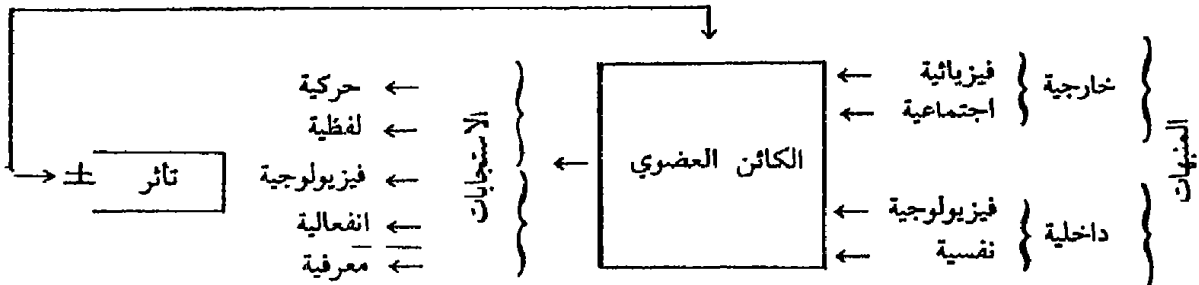 المنبهات
خارجية
فيزيائية
اجتماعية
داخلية
فيزيولوجية
نفسية
الكائن العضوي
الاستجابات
حركية
لفظية
فيزيولوجية
انفعالية
معرفية
تأثر
±